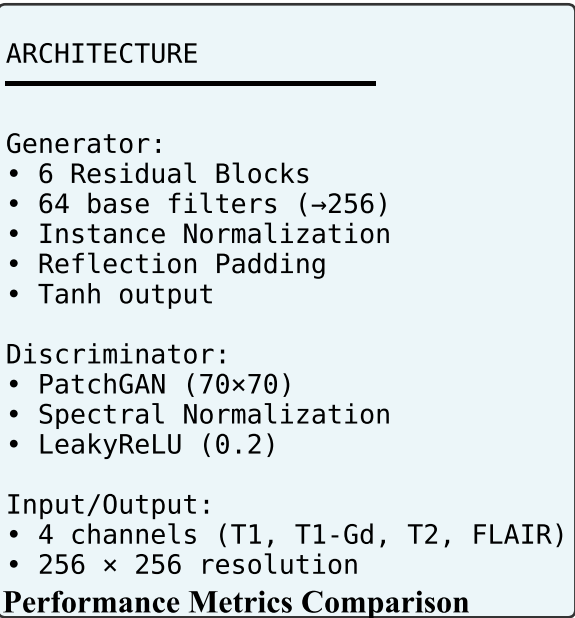 ARCHITECTURE
Generator:
• 6 Residual Blocks
• 64 base filters (→256)
• Instance Normalization
• Reflection Padding
• Tanh output
Discriminator:
• PatchGAN (70×70)
• Spectral Normalization
• LeakyReLU (0.2)
Input/Output:
• 4 channels (T1, T1-Gd, T2, FLAIR)
• 256 × 256 resolution
Performance Metrics Comparison